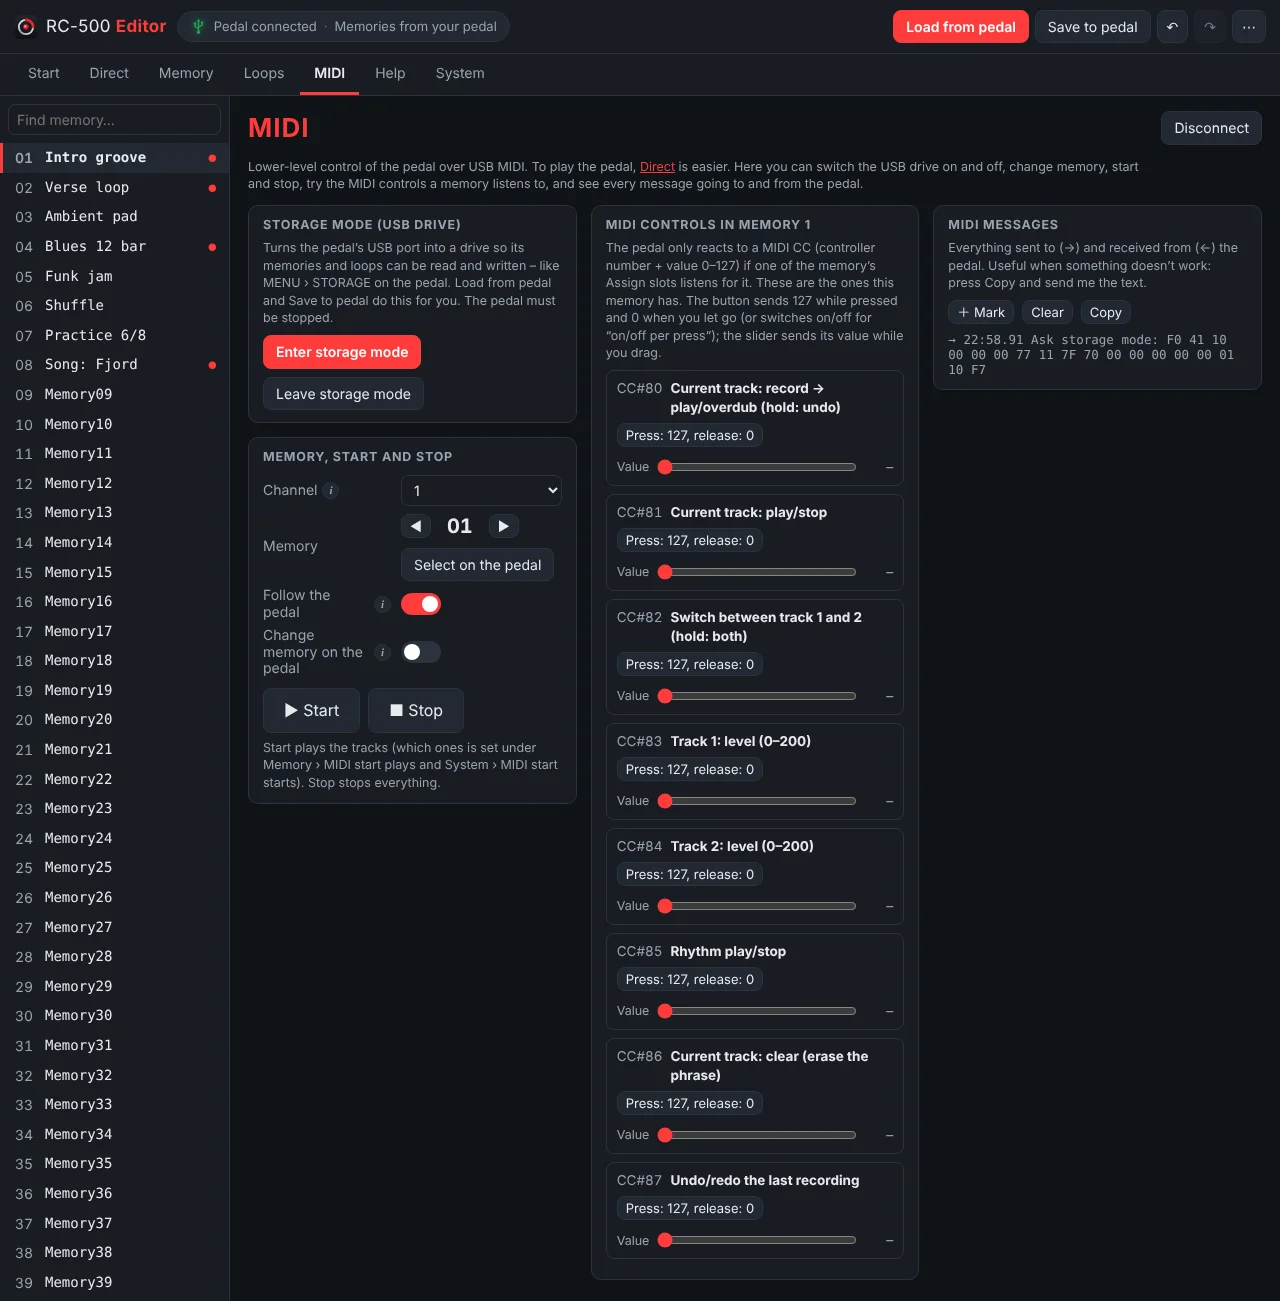 RC-500 Editor
Pedal connected · Memories from your pedal
Load from pedal
Save to pedal
Start
Direct
Memory
Loops
MIDI
Help
System
Find memory...
01 Intro groove
02 Verse loop
03 Ambient pad
04 Blues 12 bar
05 Funk jam
06 Shuffle
07 Practice 6/8
08 Song: Fjord
09 Memory09
10 Memory10
11 Memory11
12 Memory12
13 Memory13
14 Memory14
15 Memory15
16 Memory16
17 Memory17
18 Memory18
19 Memory19
20 Memory20
21 Memory21
22 Memory22
23 Memory23
24 Memory24
25 Memory25
26 Memory26
27 Memory27
28 Memory28
29 Memory29
30 Memory30
31 Memory31
32 Memory32
33 Memory33
34 Memory34
35 Memory35
36 Memory36
37 Memory37
38 Memory38
39 Memory39
MIDI
Disconnect
Lower-level control of the pedal over USB MIDI. To play the pedal, Direct is easier. Here you can switch the USB drive on and off, change memory, start
and stop, try the MIDI controls a memory listens to, and see every message going to and from the pedal.
STORAGE MODE (USB DRIVE)
Turns the pedal’s USB port into a drive so its
memories and loops can be read and written – like
MENU › STORAGE on the pedal. Load from pedal
and Save to pedal do this for you. The pedal must
be stopped.
Enter storage mode
Leave storage mode
MEMORY, START AND STOP
Channel i
1
Memory
◀ 01 ▶
Select on the pedal
Follow the
pedal
i
Change
memory on the
pedal
i
▶ Start
■ Stop
Start plays the tracks (which ones is set under
Memory › MIDI start plays and System › MIDI start
starts). Stop stops everything.
MIDI CONTROLS IN MEMORY 1
The pedal only reacts to a MIDI CC (controller
number + value 0–127) if one of the memory’s
Assign slots listens for it. These are the ones this
memory has. The button sends 127 while pressed
and 0 when you let go (or switches on/off for
“on/off per press”); the slider sends its value while
you drag.
CC#80 Current track: record →
play/overdub (hold: undo)
Press: 127, release: 0
Value –
CC#81 Current track: play/stop
Press: 127, release: 0
Value –
CC#82 Switch between track 1 and 2
(hold: both)
Press: 127, release: 0
Value –
CC#83 Track 1: level (0–200)
Press: 127, release: 0
Value –
CC#84 Track 2: level (0–200)
Press: 127, release: 0
Value –
CC#85 Rhythm play/stop
Press: 127, release: 0
Value –
CC#86 Current track: clear (erase the
phrase)
Press: 127, release: 0
Value –
CC#87 Undo/redo the last recording
Press: 127, release: 0
Value –
MIDI MESSAGES
Everything sent to (→) and received from (←) the
pedal. Useful when something doesn’t work:
press Copy and send me the text.
+ Mark
Clear
Copy
→ 22:58.91 Ask storage mode: F0 41 10
00 00 00 77 11 7F 70 00 00 00 00 00 01
10 F7